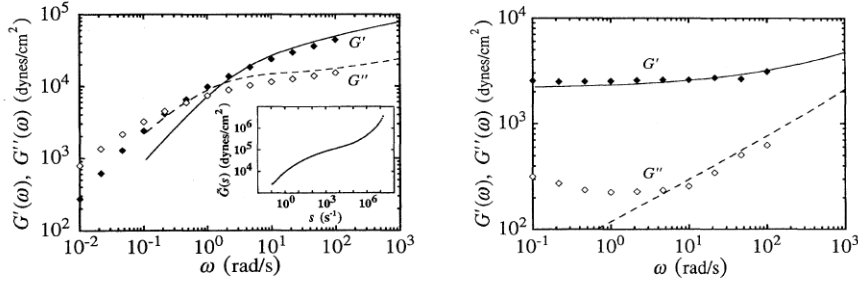 10^5
10^4
10^3
10^2
G'(ω), G''(ω) (dynes/cm^2)
G'
G''
10^6
10^4
G̃(s) (dynes/cm^2)
10^0 10^3 10^6
s (s^-1)
10^-2 10^-1 10^0 10^1 10^2 10^3
ω (rad/s)
10^4
10^3
10^2
G'(ω), G''(ω) (dynes/cm^2)
G'
G''
10^-1 10^0 10^1 10^2 10^3
ω (rad/s)